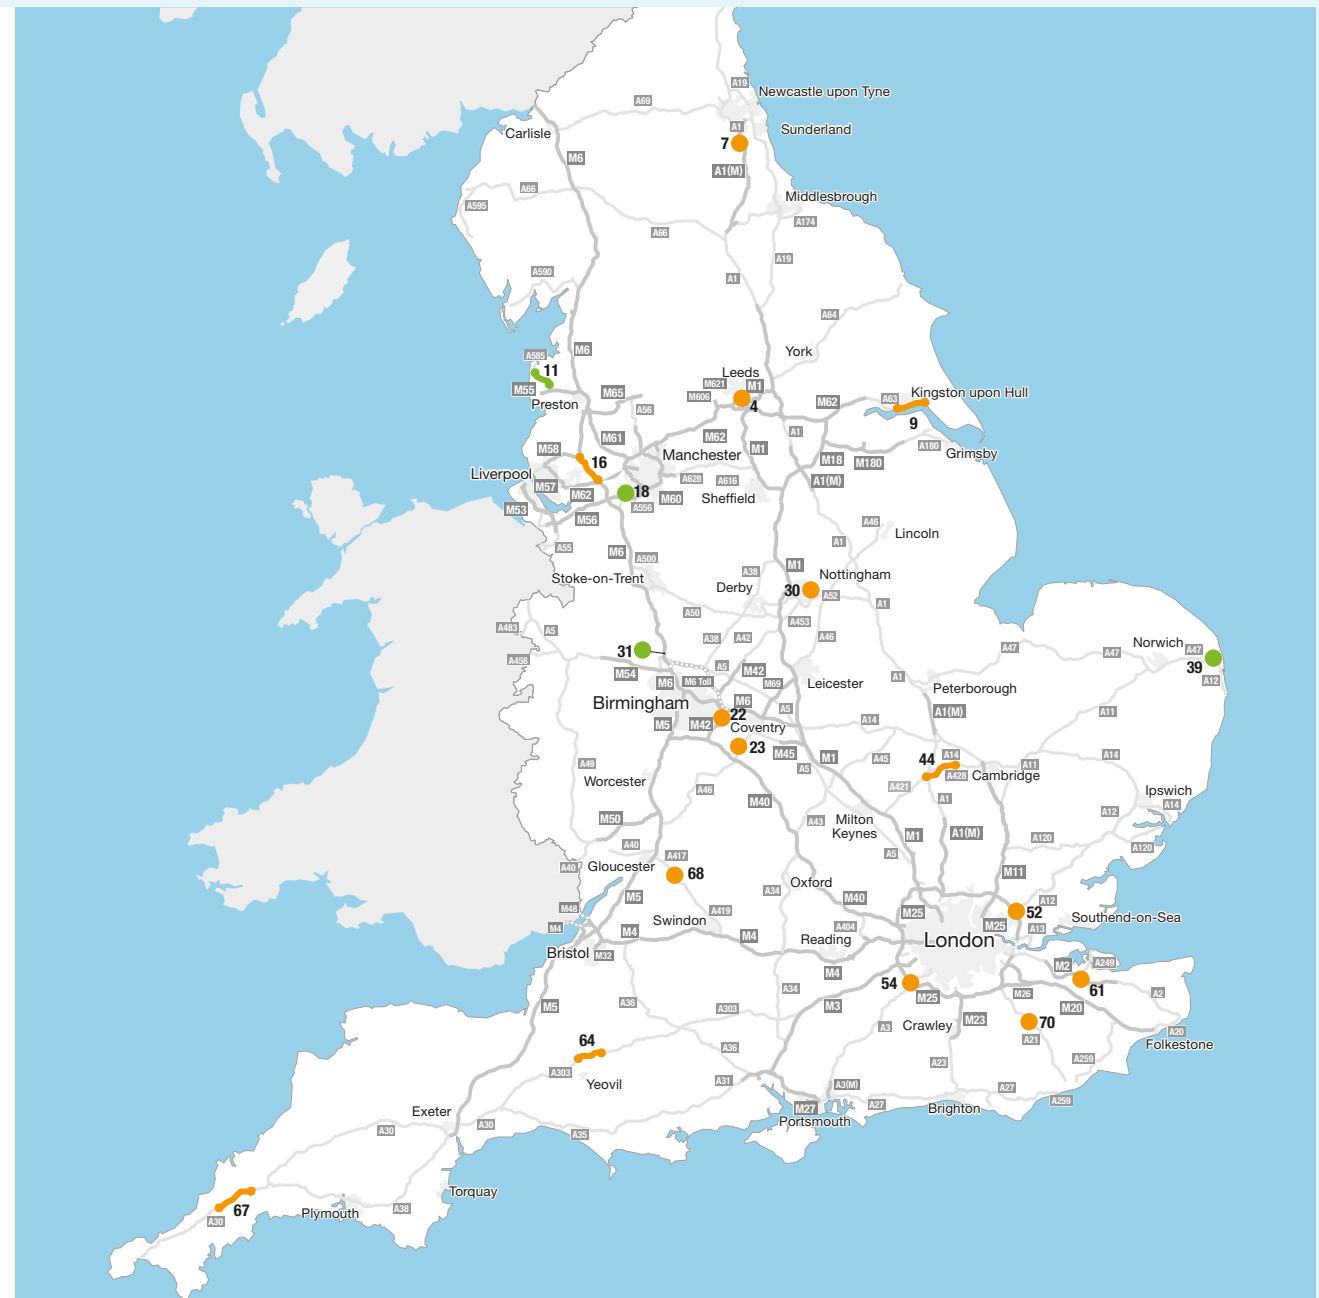 A19
Newcastle upon Tyne
A69
A1
Sunderland
Carlisle
7
M6
A1(M)
A66
Middlesbrough
A595
A174
A66
A19
A590
A1
A64
M6
York
A585
11
Leeds
M621
M1
M55
M65
M606
4
M62
A63
Kingston upon Hull
Preston
A56
9
A1
M61
M62
M58
M1
A180
Grimsby
Manchester
16
M18
M180
Liverpool
A628
A616
A1(M)
M57
M62
18
M60
Sheffield
M53
A556
M56
A46
Lincoln
A1
A55
M6
A500
M1
A38
Nottingham
Stoke-on-Trent
Derby
30
A52
A1
A50
A453
A483
A5
A38
A42
A46
Norwich
A47
A47
A47
31
A458
A5
39
M54
M42
M6
M6 Toll
M69
Leicester
A1
A12
Peterborough
Birmingham
M6
A5
A1(M)
A11
22
M5
M42
Coventry
A14
23
M45
M1
A45
44
A14
A11
A14
A49
A5
A428
Cambridge
Worcester
A421
A46
Ipswich
M40
A1
A14
A12
M50
A43
Milton
Keynes
M1
A1(M)
A120
A40
A5
A120
A417
A40
Gloucester
68
M11
Oxford
A34
M5
M40
A12
M48
A419
M25
52
Southend-on-Sea
Swindon
M25
A13
M4
M4
A404
M4
Reading
London
Bristol
M32
M2
A249
M4
54
A34
M25
M26
61
A2
M5
A36
A303
M3
M20
M23
70
A3
Crawley
A20
64
A21
Folkestone
A36
A259
A303
A23
Yeovil
A31
A3(M)
A27
M27
A27
Brighton
A259
Exeter
Portsmouth
A30
A30
A35
Torquay
67
Plymouth
A38
A30